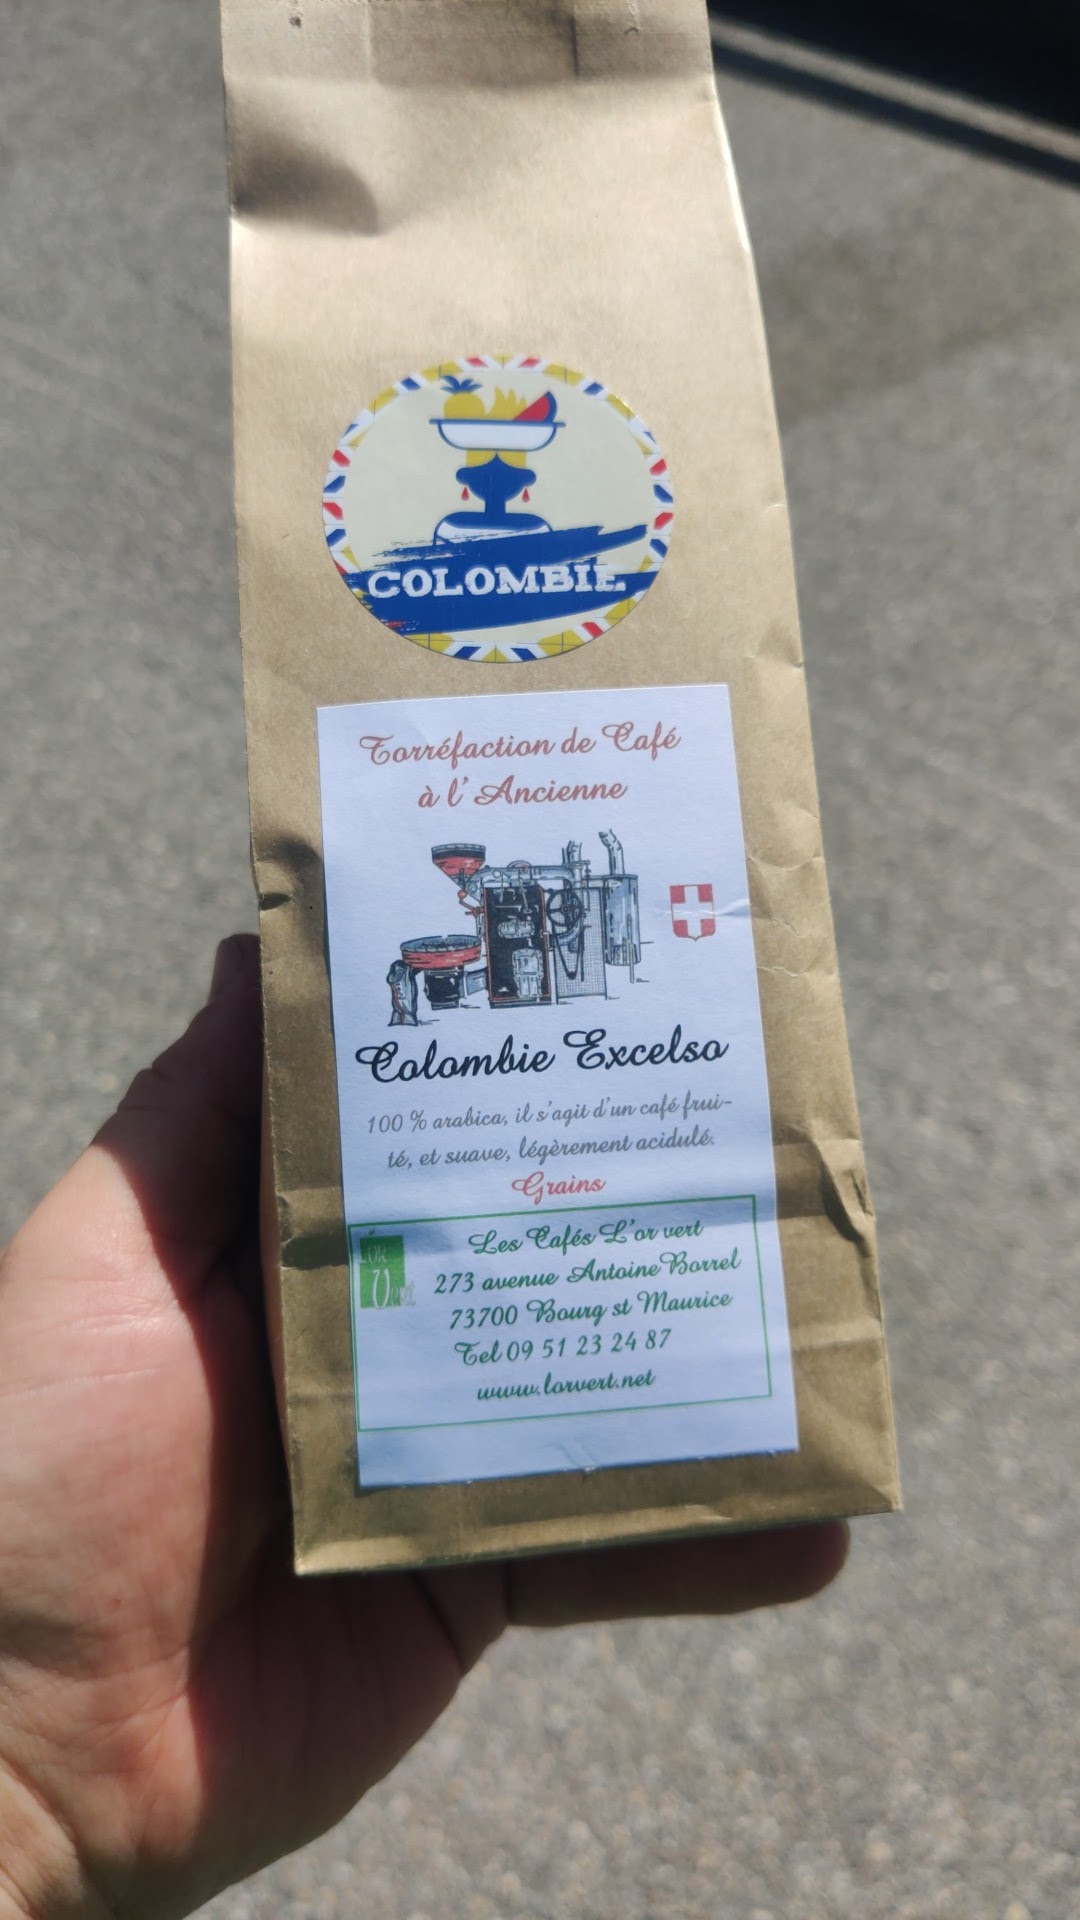 COLOMBIE
Torréfaction de Café
à l'Ancienne
Colombie Excelso
100 % arabica, il s'agit d'un café frui-
té, et suave, légèrement acidulé.
Grains
L'OR
Vert
Les Cafés L'or vert
273 avenue Antoine Borrel
73700 Bourg st Maurice
Tel 09 51 23 24 87
www.lorvert.net